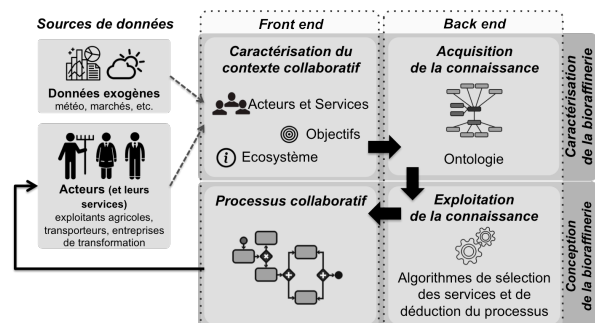 Sources de données
Front end
Back end
Données exogènes
météo, marchés, etc.
Acteurs (et leurs
services)
exploitants agricoles,
transporteurs, entreprises
de transformation
Caractérisation du
contexte collaboratif
Acteurs et Services
Objectifs
Ecosystème
Acquisition
de la connaissance
Ontologie
Caractérisation
de la bioraffinerie
Processus collaboratif
Exploitation
de la connaissance
Algorithmes de sélection
des services et de
déduction du processus
Conception
de la bioraffinerie